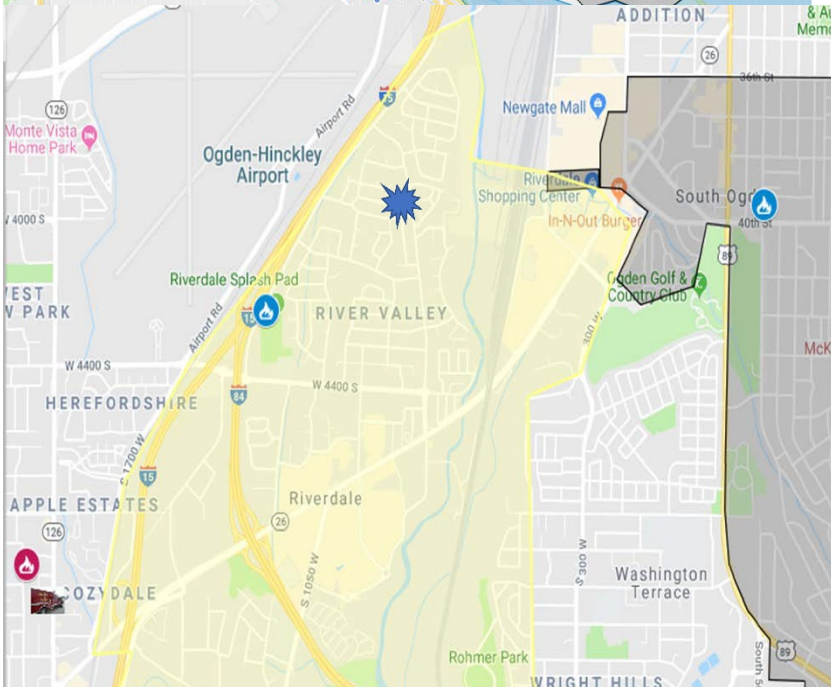 ADDITION
& Au
Memo
26
36th St
126
Monte Vista
Home Park
Newgate Mall
Airport Rd
Ogden-Hinckley
Airport
Riverdale
Shopping Center
South Ogd
In-N-Out Burger
40th St
4000 S
89
Riverdale Splash Pad
Ogden Golf &
Country Club
EST
W PARK
15
RIVER VALLEY
300 W
Airport Rd
McK
W 4400 S
W 4400 S
84
HEREFORDSHIRE
S 1700 W
15
APPLE ESTATES
Riverdale
26
126
S 1050 W
S 300 W
Washington
Terrace
COZYDALE
Rohmer Park
89
WRIGHT HILLS
South